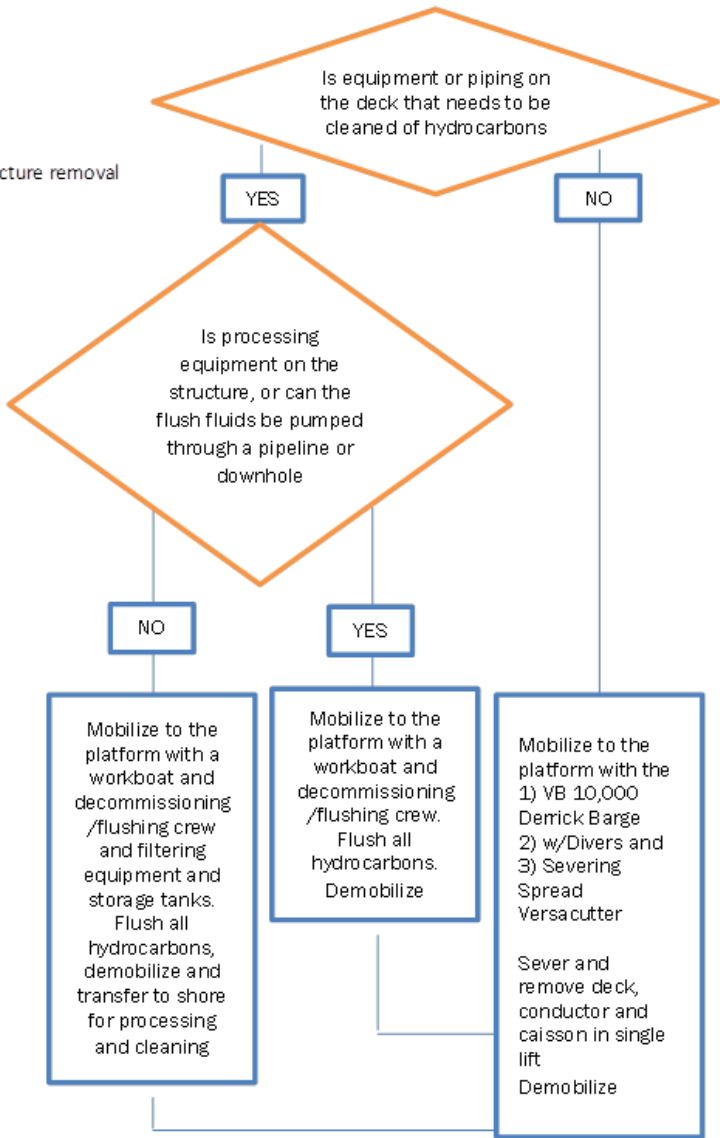 Is equipment or piping on
the deck that needs to be
cleaned of hydrocarbons
cture removal
YES
NO
Is processing
equipment on the
structure, or can the
flush fluids be pumped
through a pipeline or
downhole
NO
YES
Mobilize to the
platform with a
workboat and
decommissioning
/flushing crew
and filtering
equipment and
storage tanks.
Flush all
hydrocarbons,
demobilize and
transfer to shore
for processing
and cleaning
Mobilize to the
platform with a
workboat and
decommissioning
/flushing crew.
Flush all
hydrocarbons.
Demobilize
Mobilize to the
platform with the
1) VB 10,000
Derrick Barge
2) w/Divers and
3) Severing
Spread
Versacutter
Sever and
remove deck,
conductor and
caisson in single
lift
Demobilize